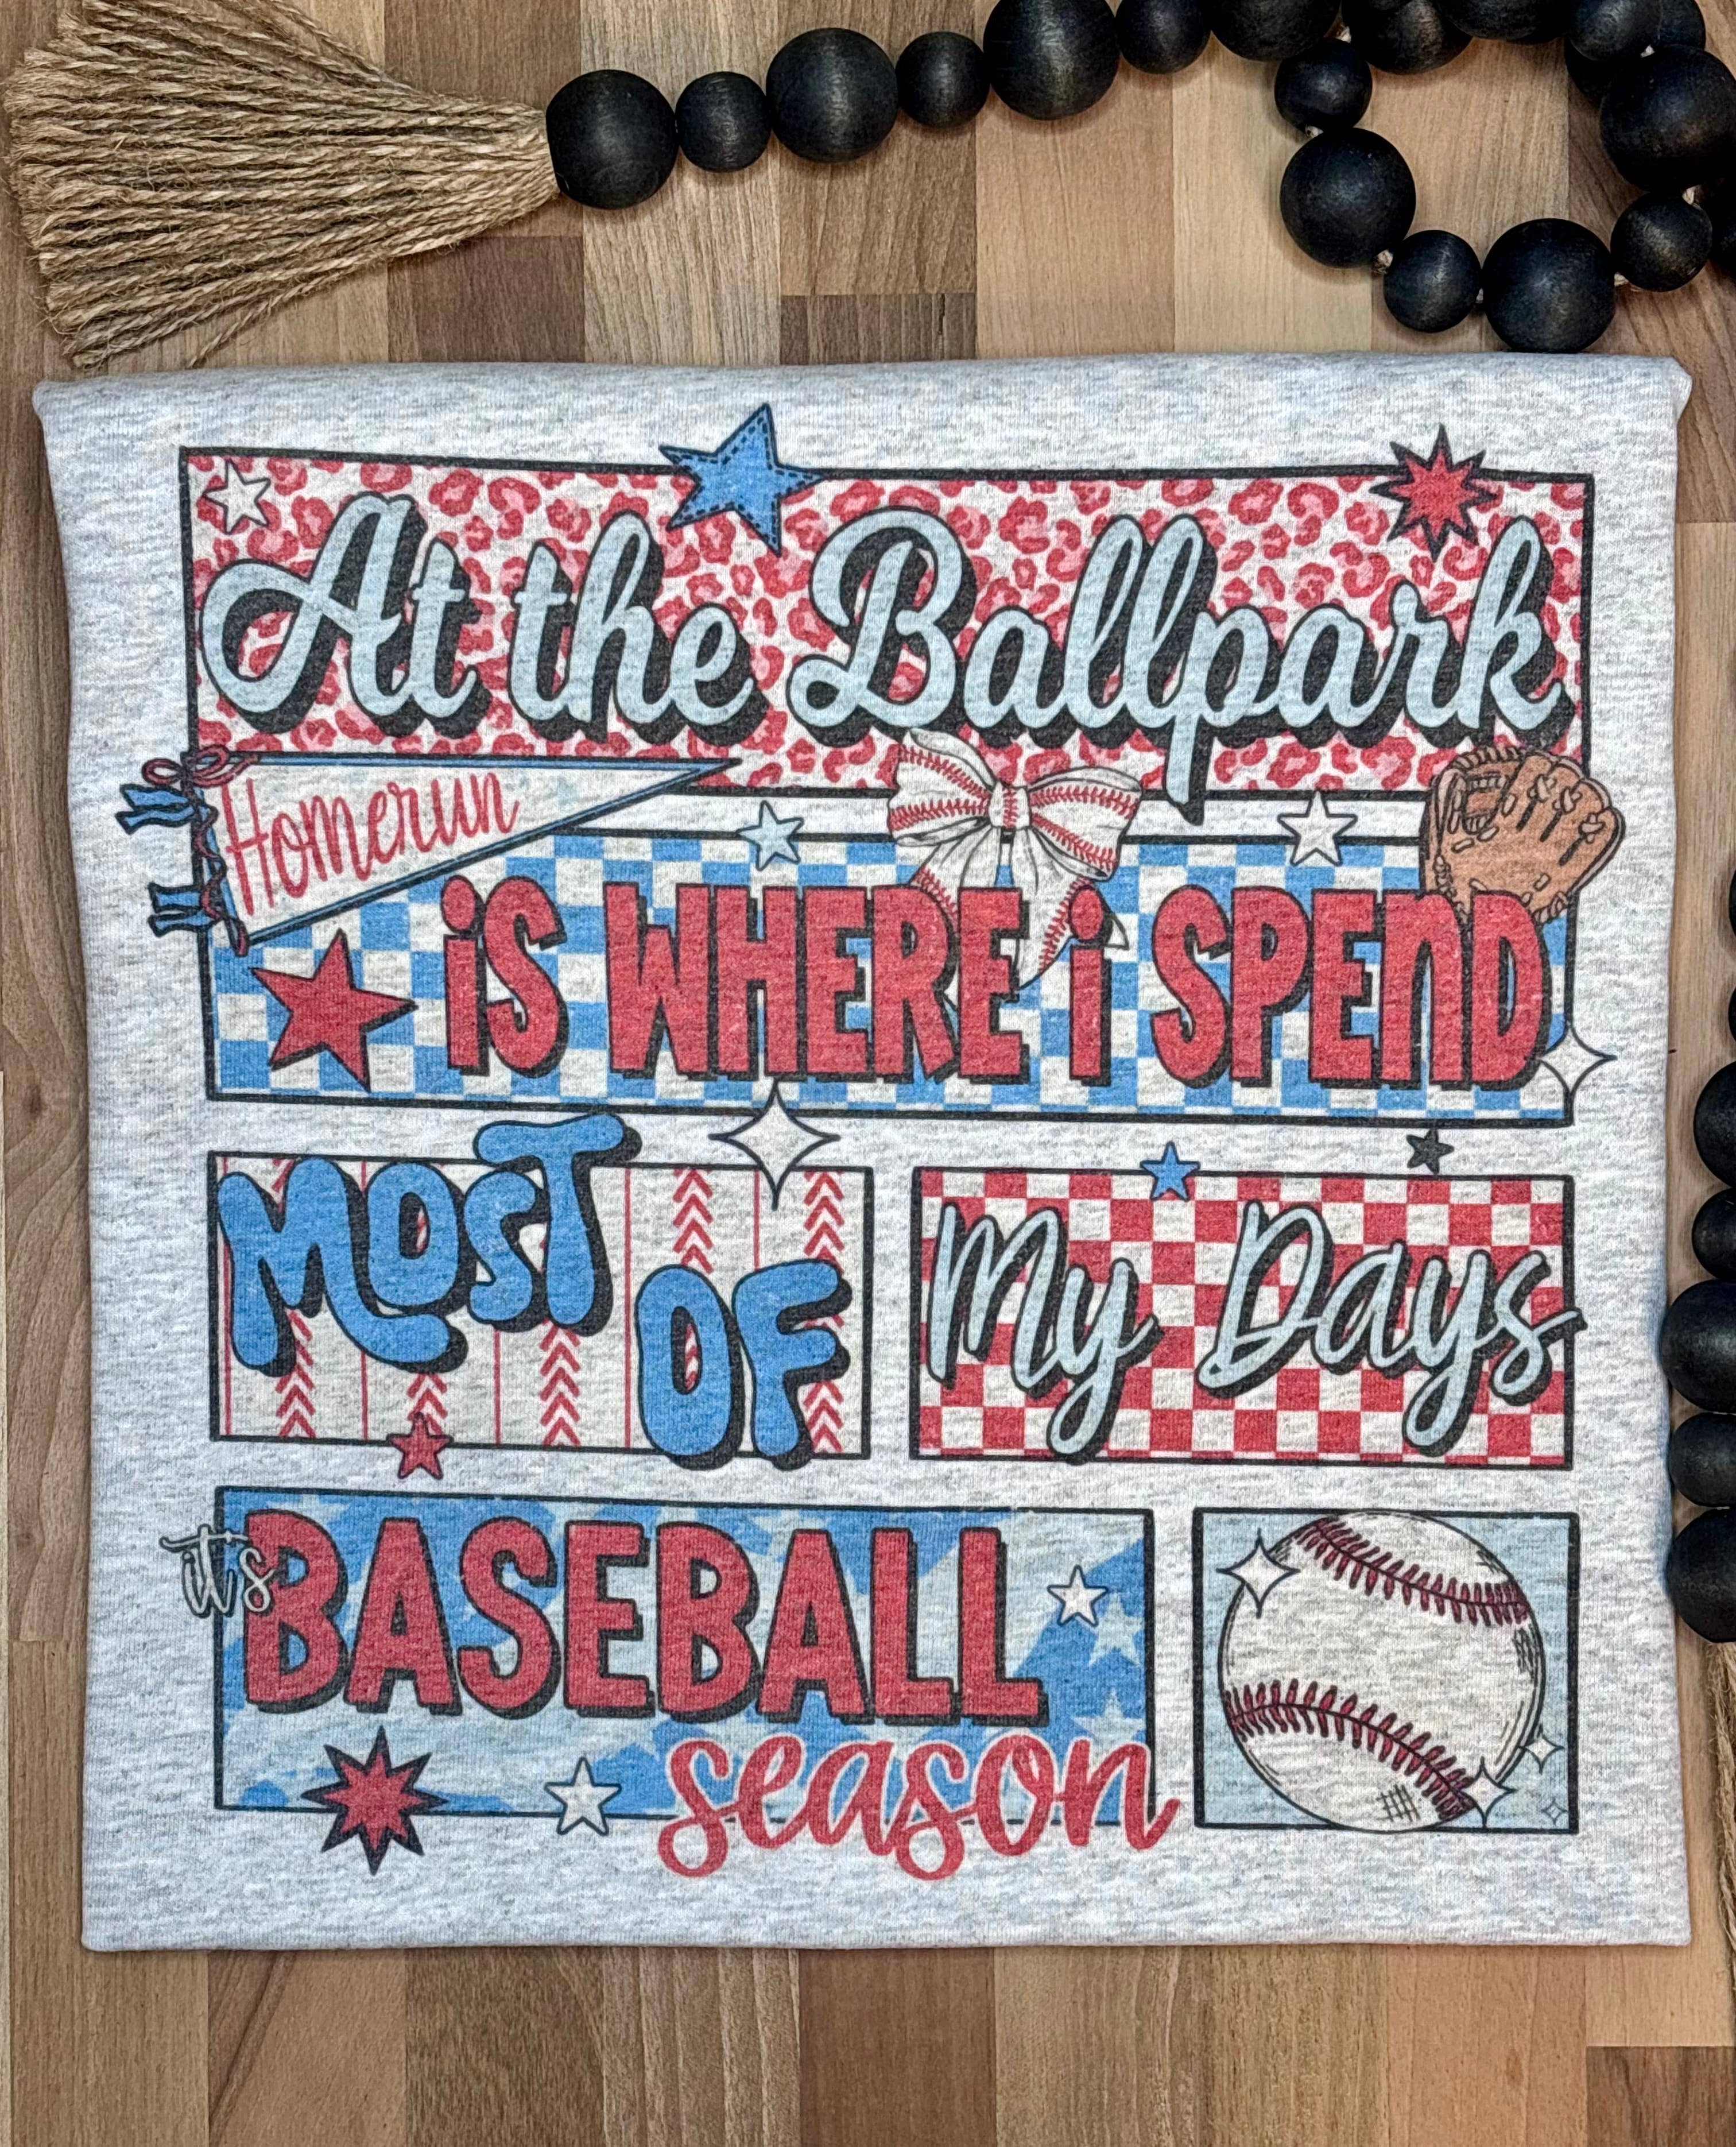 At the Ballpark
Homerun
iS WHERE i SPEnD
MOST
OF
My Days
it's
BASEBALL
season